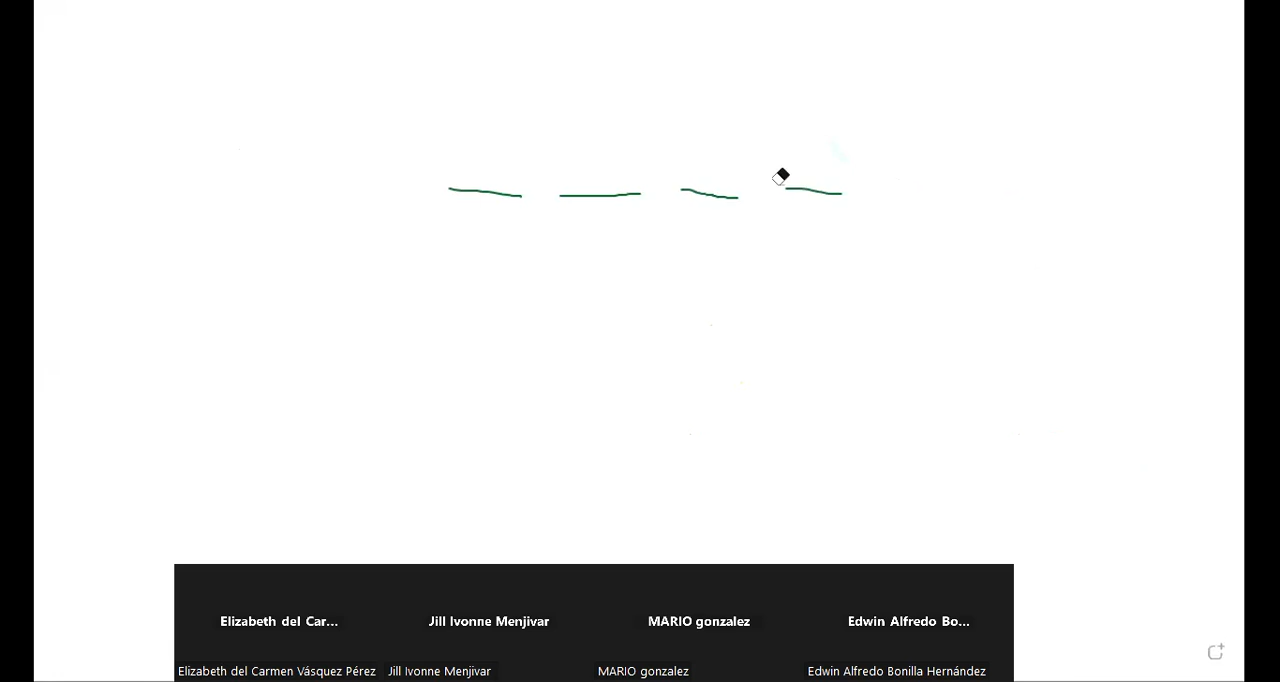 Elizabeth del Car... Jill Ivonne Menjivar MARIO gonzalez Edwin Alfredo Bo...
Elizabeth del Carmen Vásquez Pérez Jill Ivonne Menjivar MARIO gonzalez Edwin Alfredo Bonilla Hernández